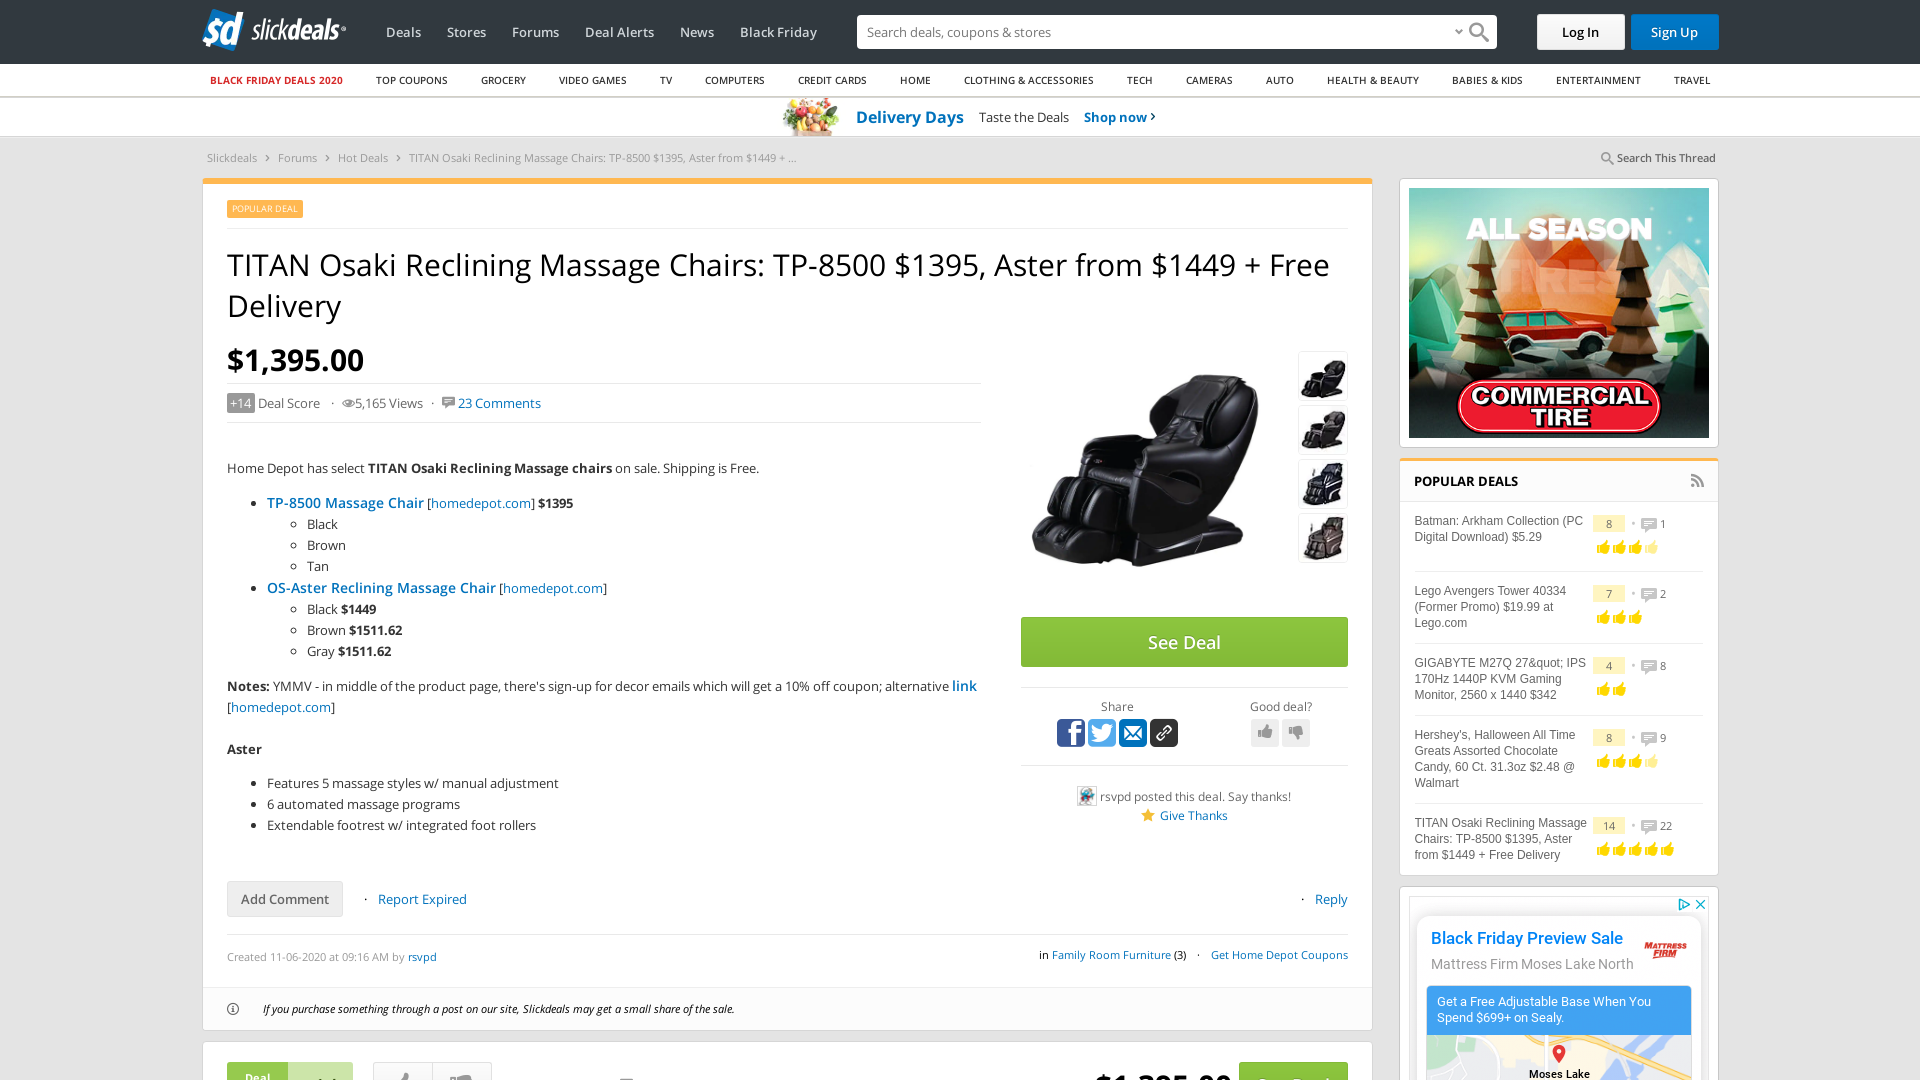 slickdeals
Deals Stores Forums Deal Alerts News Black Friday
Search deals, coupons & stores
Log In Sign Up
BLACK FRIDAY DEALS 2020 TOP COUPONS GROCERY VIDEO GAMES TV COMPUTERS CREDIT CARDS HOME CLOTHING & ACCESSORIES TECH CAMERAS AUTO HEALTH & BEAUTY BABIES & KIDS ENTERTAINMENT TRAVEL
Delivery Days Taste the Deals Shop now
Slickdeals Forums Hot Deals TITAN Osaki Reclining Massage Chairs: TP-8500 $1395, Aster from $1449 + ...
Search This Thread
POPULAR DEAL
TITAN Osaki Reclining Massage Chairs: TP-8500 $1395, Aster from $1449 + Free
Delivery
$1,395.00
+14 Deal Score · 5,165 Views · 23 Comments
Home Depot has select TITAN Osaki Reclining Massage chairs on sale. Shipping is Free.
TP-8500 Massage Chair [homedepot.com] $1395
Black
Brown
Tan
OS-Aster Reclining Massage Chair [homedepot.com]
Black $1449
Brown $1511.62
Gray $1511.62
Notes: YMMV - in middle of the product page, there's sign-up for decor emails which will get a 10% off coupon; alternative link
[homedepot.com]
Aster
Features 5 massage styles w/ manual adjustment
6 automated massage programs
Extendable footrest w/ integrated foot rollers
See Deal
Share
Good deal?
rsvpd posted this deal. Say thanks!
Give Thanks
Add Comment · Report Expired
· Reply
Created 11-06-2020 at 09:16 AM by rsvpd
in Family Room Furniture (3) · Get Home Depot Coupons
If you purchase something through a post on our site, Slickdeals may get a small share of the sale.
Deal
$1,395.00
See Deal
ALL SEASON
TIRES
COMMERCIAL
TIRE
POPULAR DEALS
Batman: Arkham Collection (PC
Digital Download) $5.29
8 · 1
Lego Avengers Tower 40334
(Former Promo) $19.99 at
Lego.com
7 · 2
GIGABYTE M27Q 27&quot; IPS
170Hz 1440P KVM Gaming
Monitor, 2560 x 1440 $342
4 · 8
Hershey's, Halloween All Time
Greats Assorted Chocolate
Candy, 60 Ct. 31.3oz $2.48 @
Walmart
8 · 9
TITAN Osaki Reclining Massage
Chairs: TP-8500 $1395, Aster
from $1449 + Free Delivery
14 · 22
Black Friday Preview Sale
Mattress Firm Moses Lake North
MATTRESS
FIRM
Get a Free Adjustable Base When You
Spend $699+ on Sealy.
Moses Lake